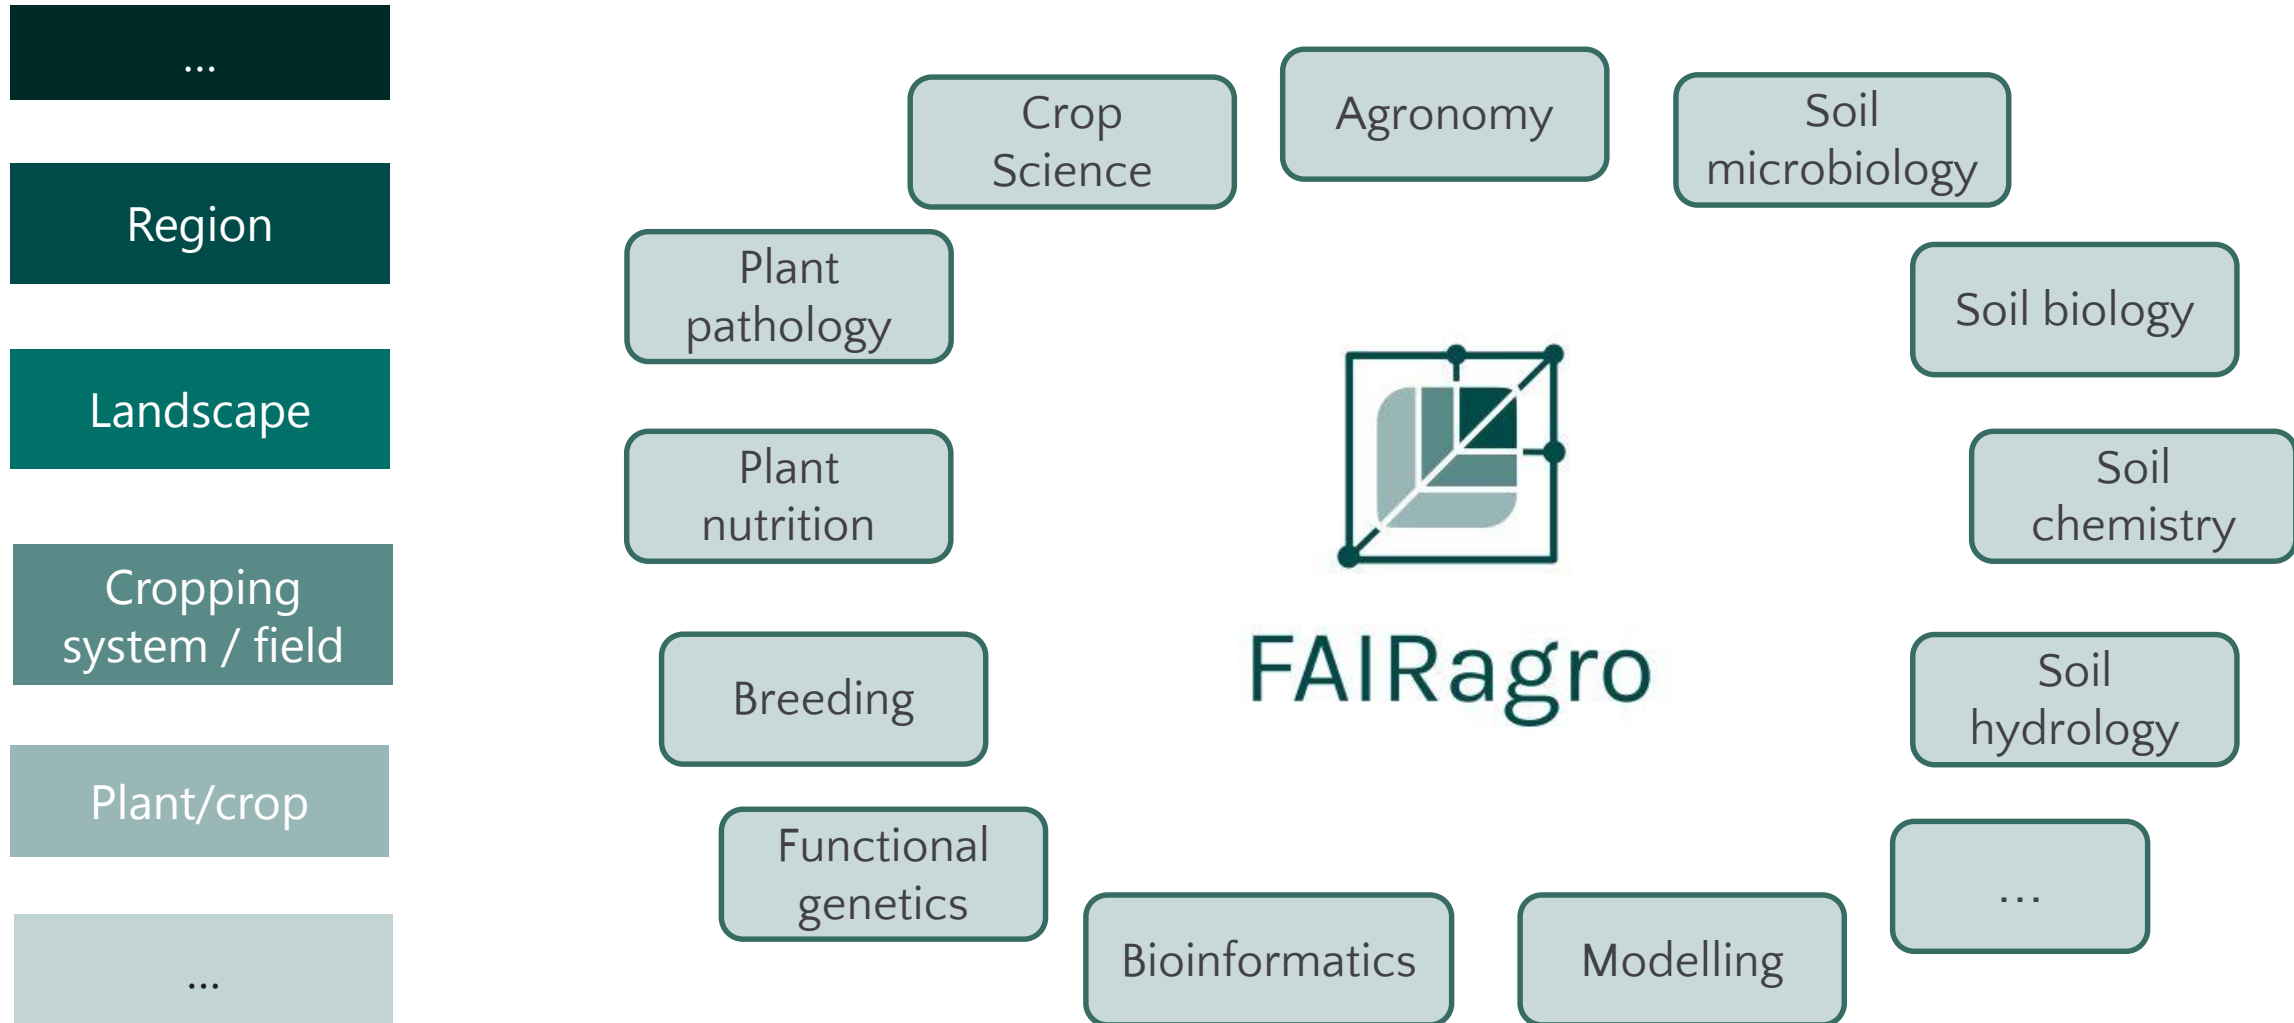 ...
Region
Landscape
Cropping
system / field
Plant/crop
...
Crop
Science
Agronomy
Soil
microbiology
Plant
pathology
Soil biology
Plant
nutrition
Soil
chemistry
FAIRagro
Breeding
Soil
hydrology
Functional
genetics
Bioinformatics
Modelling
...